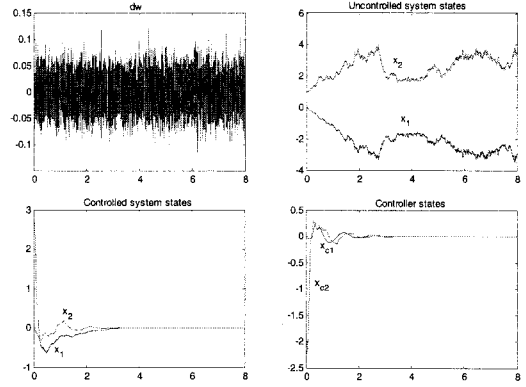 dw
0.15
0.1
0.05
0
-0.05
-0.1
0 2 4 6 8
Uncontrolled system states
6
4
2
0
-2
-4
x2
x1
0 2 4 6 8
Controlled system states
3
2
1
0
-1
x2
x1
0 2 4 6 8
Controller states
0.5
0
-0.5
-1
-1.5
-2
-2.5
xc1
xc2
0 2 4 6 8